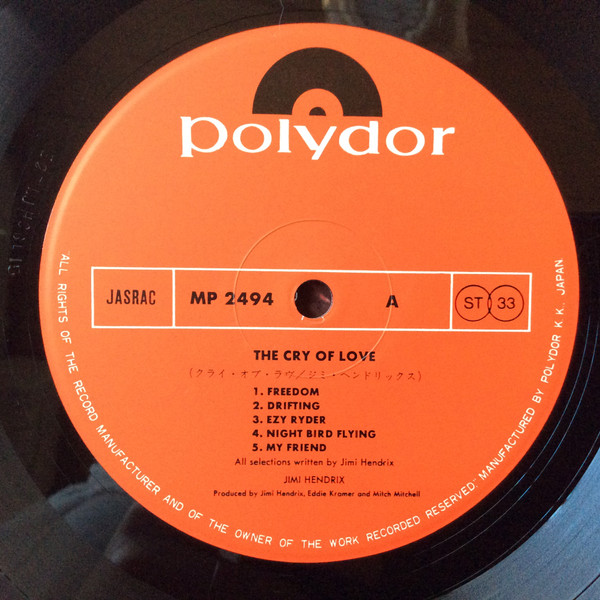 polydor
JASRAC
MP 2494
A
ST 33
THE CRY OF LOVE
(クライ・オブ・ラヴ/ジミ・ヘンドリックス)
1. FREEDOM
2. DRIFTING
3. EZY RYDER
4. NIGHT BIRD FLYING
5. MY FRIEND
All selections written by Jimi Hendrix
JIMI HENDRIX
Produced by Jimi Hendrix, Eddie Kramer and Mitch Mitchell
ALL RIGHTS OF THE RECORD MANUFACTURER AND OF THE OWNER OF THE WORK RECORDED RESERVED; MANUFACTURED BY POLYDOR K.K. JAPAN